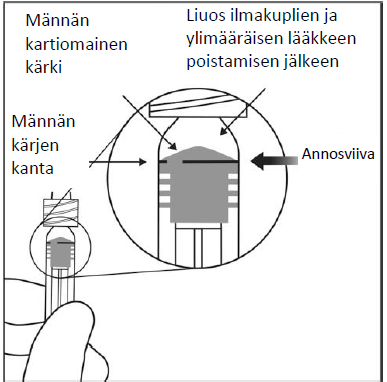 Männän
kartiomainen
kärki
Liuos ilmakuplien ja
ylimääräisen lääkkeen
poistamisen jälkeen
Männän
kärjen
kanta
Annosviiva